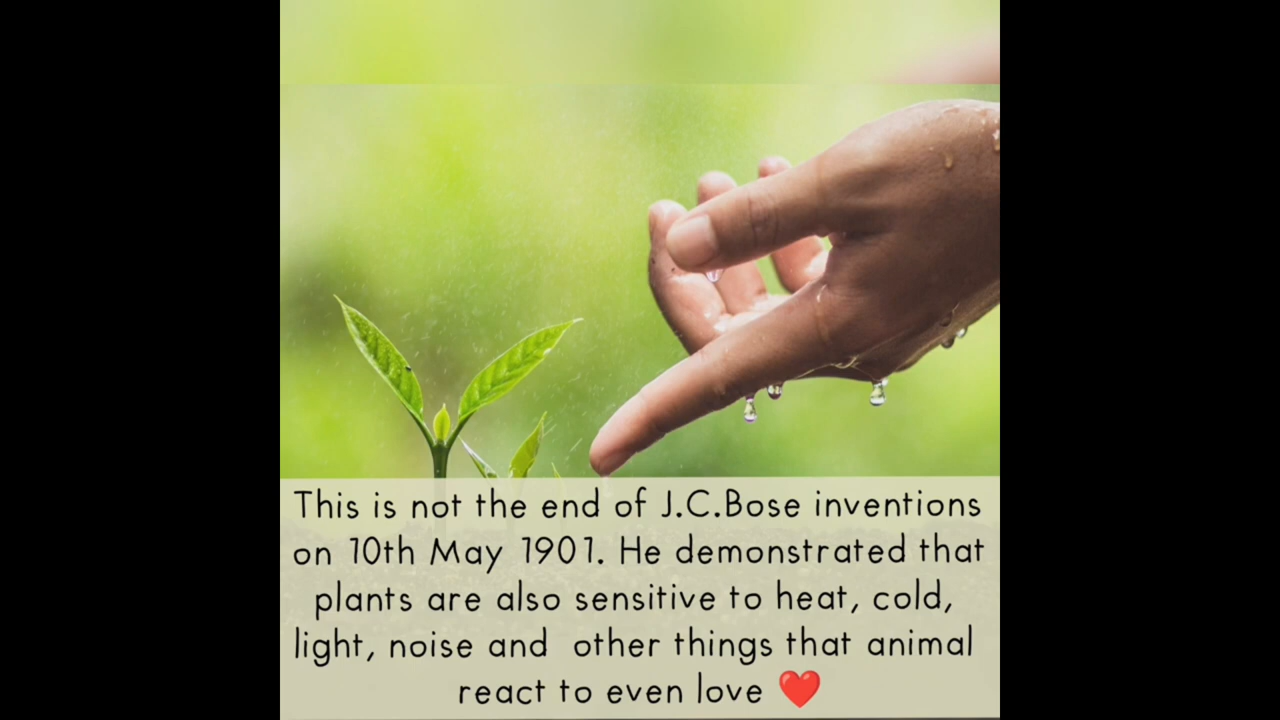 This is not the end of J.C.Bose inventions
on 10th May 1901. He demonstrated that
plants are also sensitive to heat, cold,
light, noise and other things that animal
react to even love ❤️